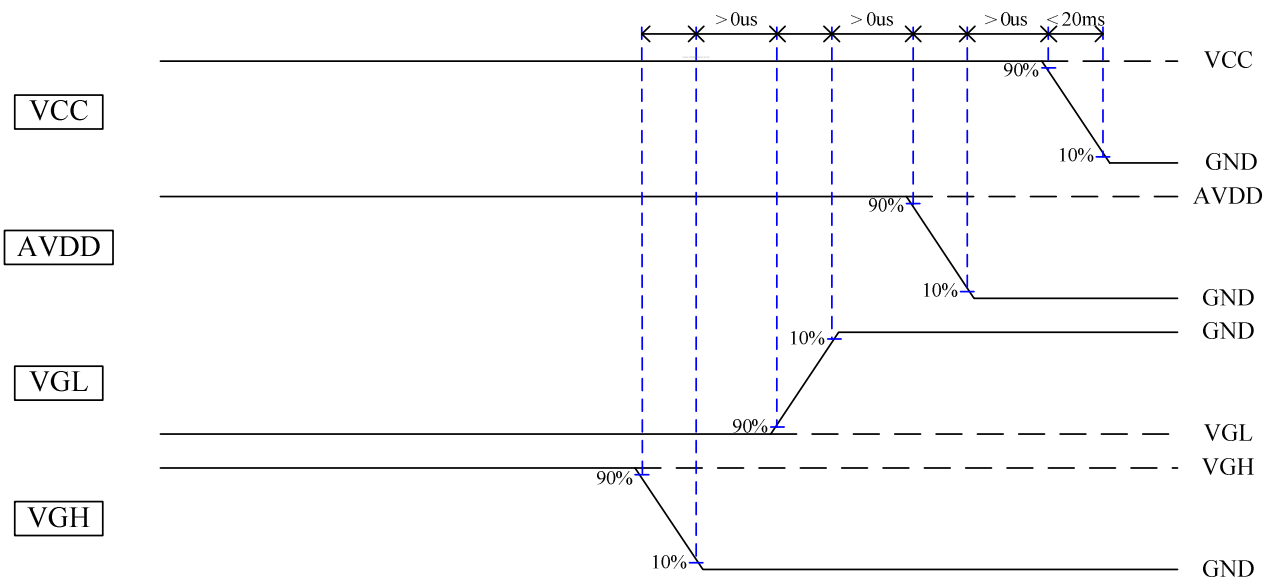 >0us >0us >0us <20ms
VCC
90%
VCC
10%
GND
AVDD
90%
AVDD
10%
GND
GND
10%
VGL
90%
VGL
VGH
90%
VGH
10%
GND